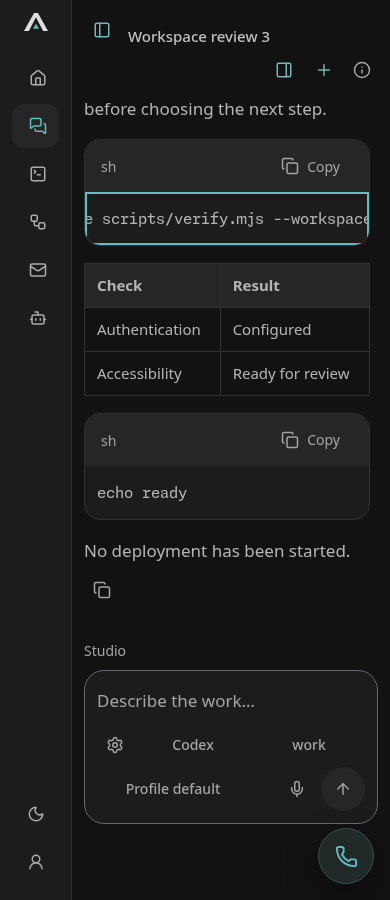 Workspace review 3
before choosing the next step.
sh Copy
e scripts/verify.mjs --workspace
Check Result
Authentication Configured
Accessibility Ready for review
sh Copy
echo ready
No deployment has been started.
Studio
Describe the work...
Codex work
Profile default